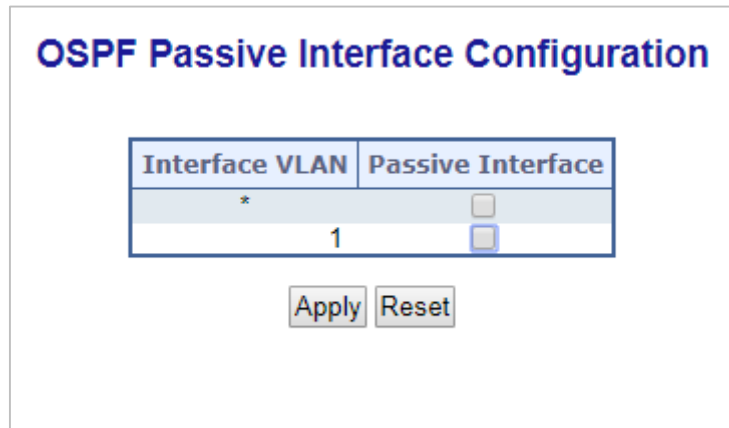 OSPF Passive Interface Configuration
Interface VLAN Passive Interface
*
1
Apply Reset